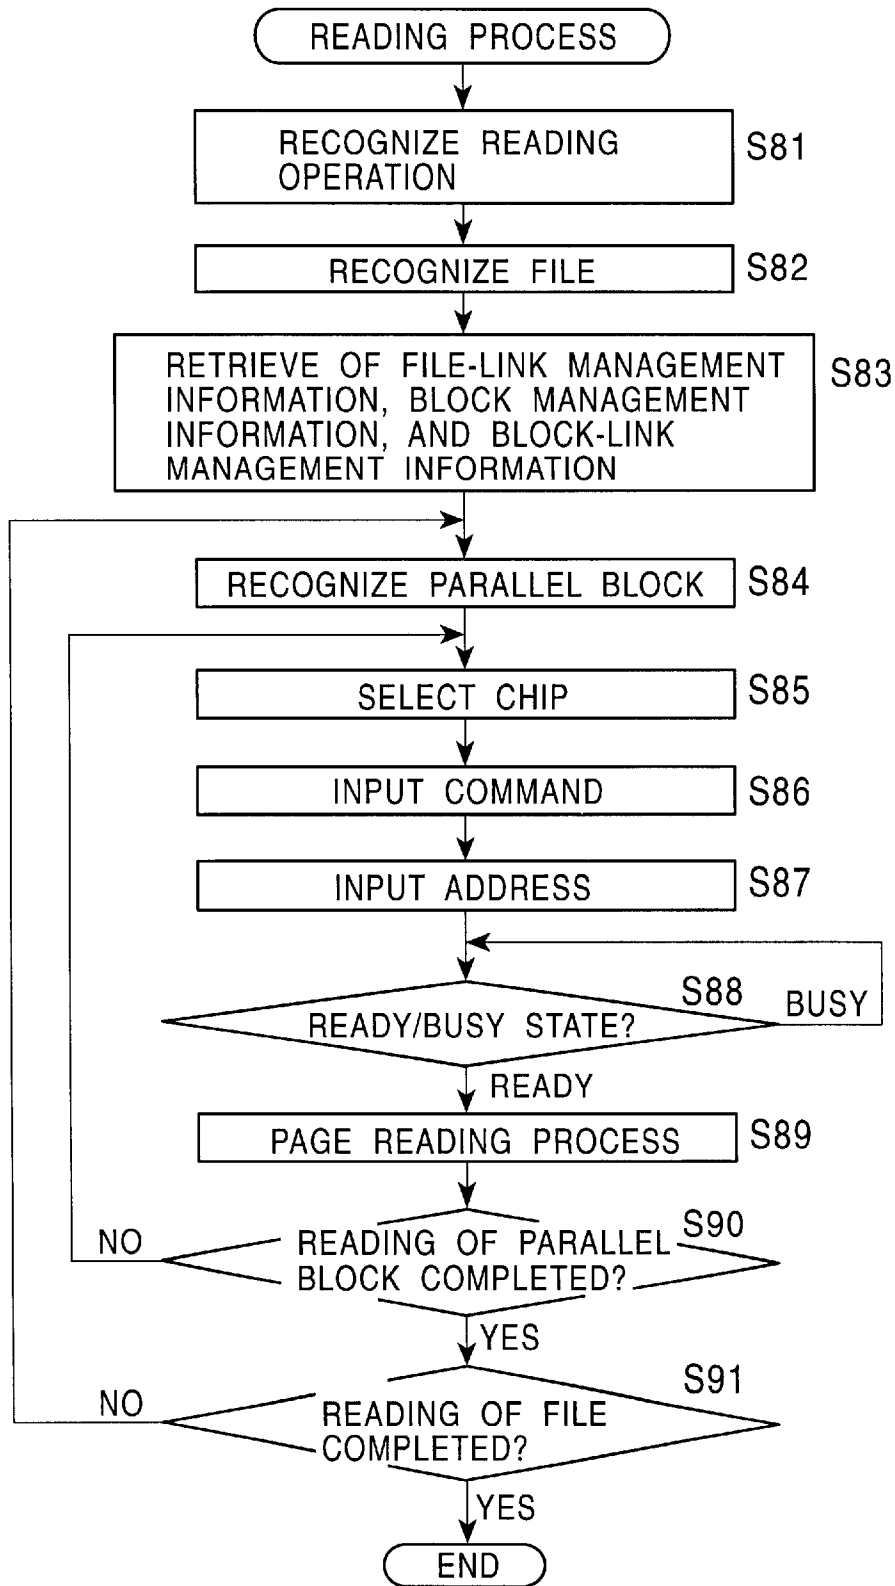 READING PROCESS
RECOGNIZE READING
OPERATION
S81
RECOGNIZE FILE
S82
RETRIEVE OF FILE-LINK MANAGEMENT
INFORMATION, BLOCK MANAGEMENT
INFORMATION, AND BLOCK-LINK
MANAGEMENT INFORMATION
S83
RECOGNIZE PARALLEL BLOCK
S84
SELECT CHIP
S85
INPUT COMMAND
S86
INPUT ADDRESS
S87
S88
READY/BUSY STATE?
BUSY
READY
PAGE READING PROCESS
S89
S90
NO
READING OF PARALLEL
BLOCK COMPLETED?
YES
S91
NO
READING OF FILE
COMPLETED?
YES
END